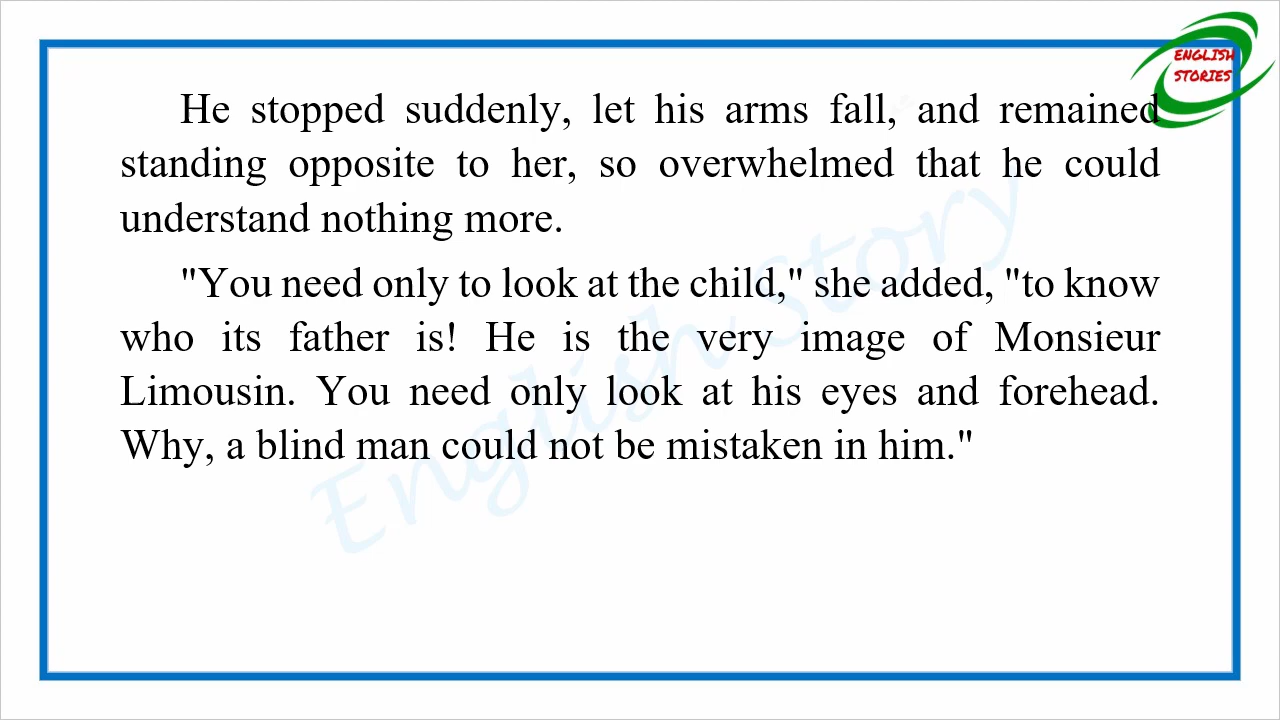 ENGLISH
STORIES
He stopped suddenly, let his arms fall, and remained
standing opposite to her, so overwhelmed that he could
understand nothing more.
"You need only to look at the child," she added, "to know
who its father is! He is the very image of Monsieur
Limousin. You need only look at his eyes and forehead.
Why, a blind man could not be mistaken in him."
English Story